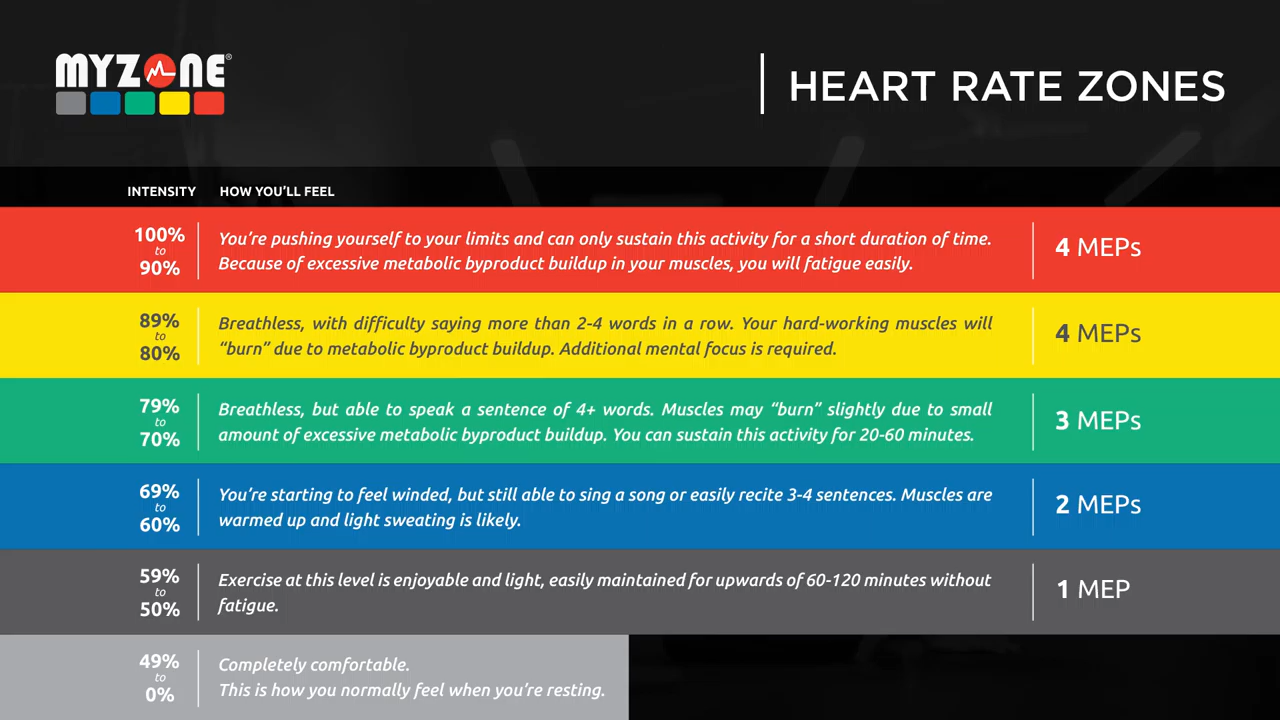 MYZONE®
HEART RATE ZONES
INTENSITY HOW YOU'LL FEEL
100%
to
90%
You're pushing yourself to your limits and can only sustain this activity for a short duration of time.
Because of excessive metabolic byproduct buildup in your muscles, you will fatigue easily.
4 MEPs
89%
to
80%
Breathless, with difficulty saying more than 2-4 words in a row. Your hard-working muscles will
“burn” due to metabolic byproduct buildup. Additional mental focus is required.
4 MEPs
79%
to
70%
Breathless, but able to speak a sentence of 4+ words. Muscles may “burn” slightly due to small
amount of excessive metabolic byproduct buildup. You can sustain this activity for 20-60 minutes.
3 MEPs
69%
to
60%
You're starting to feel winded, but still able to sing a song or easily recite 3-4 sentences. Muscles are
warmed up and light sweating is likely.
2 MEPs
59%
to
50%
Exercise at this level is enjoyable and light, easily maintained for upwards of 60-120 minutes without
fatigue.
1 MEP
49%
to
0%
Completely comfortable.
This is how you normally feel when you're resting.